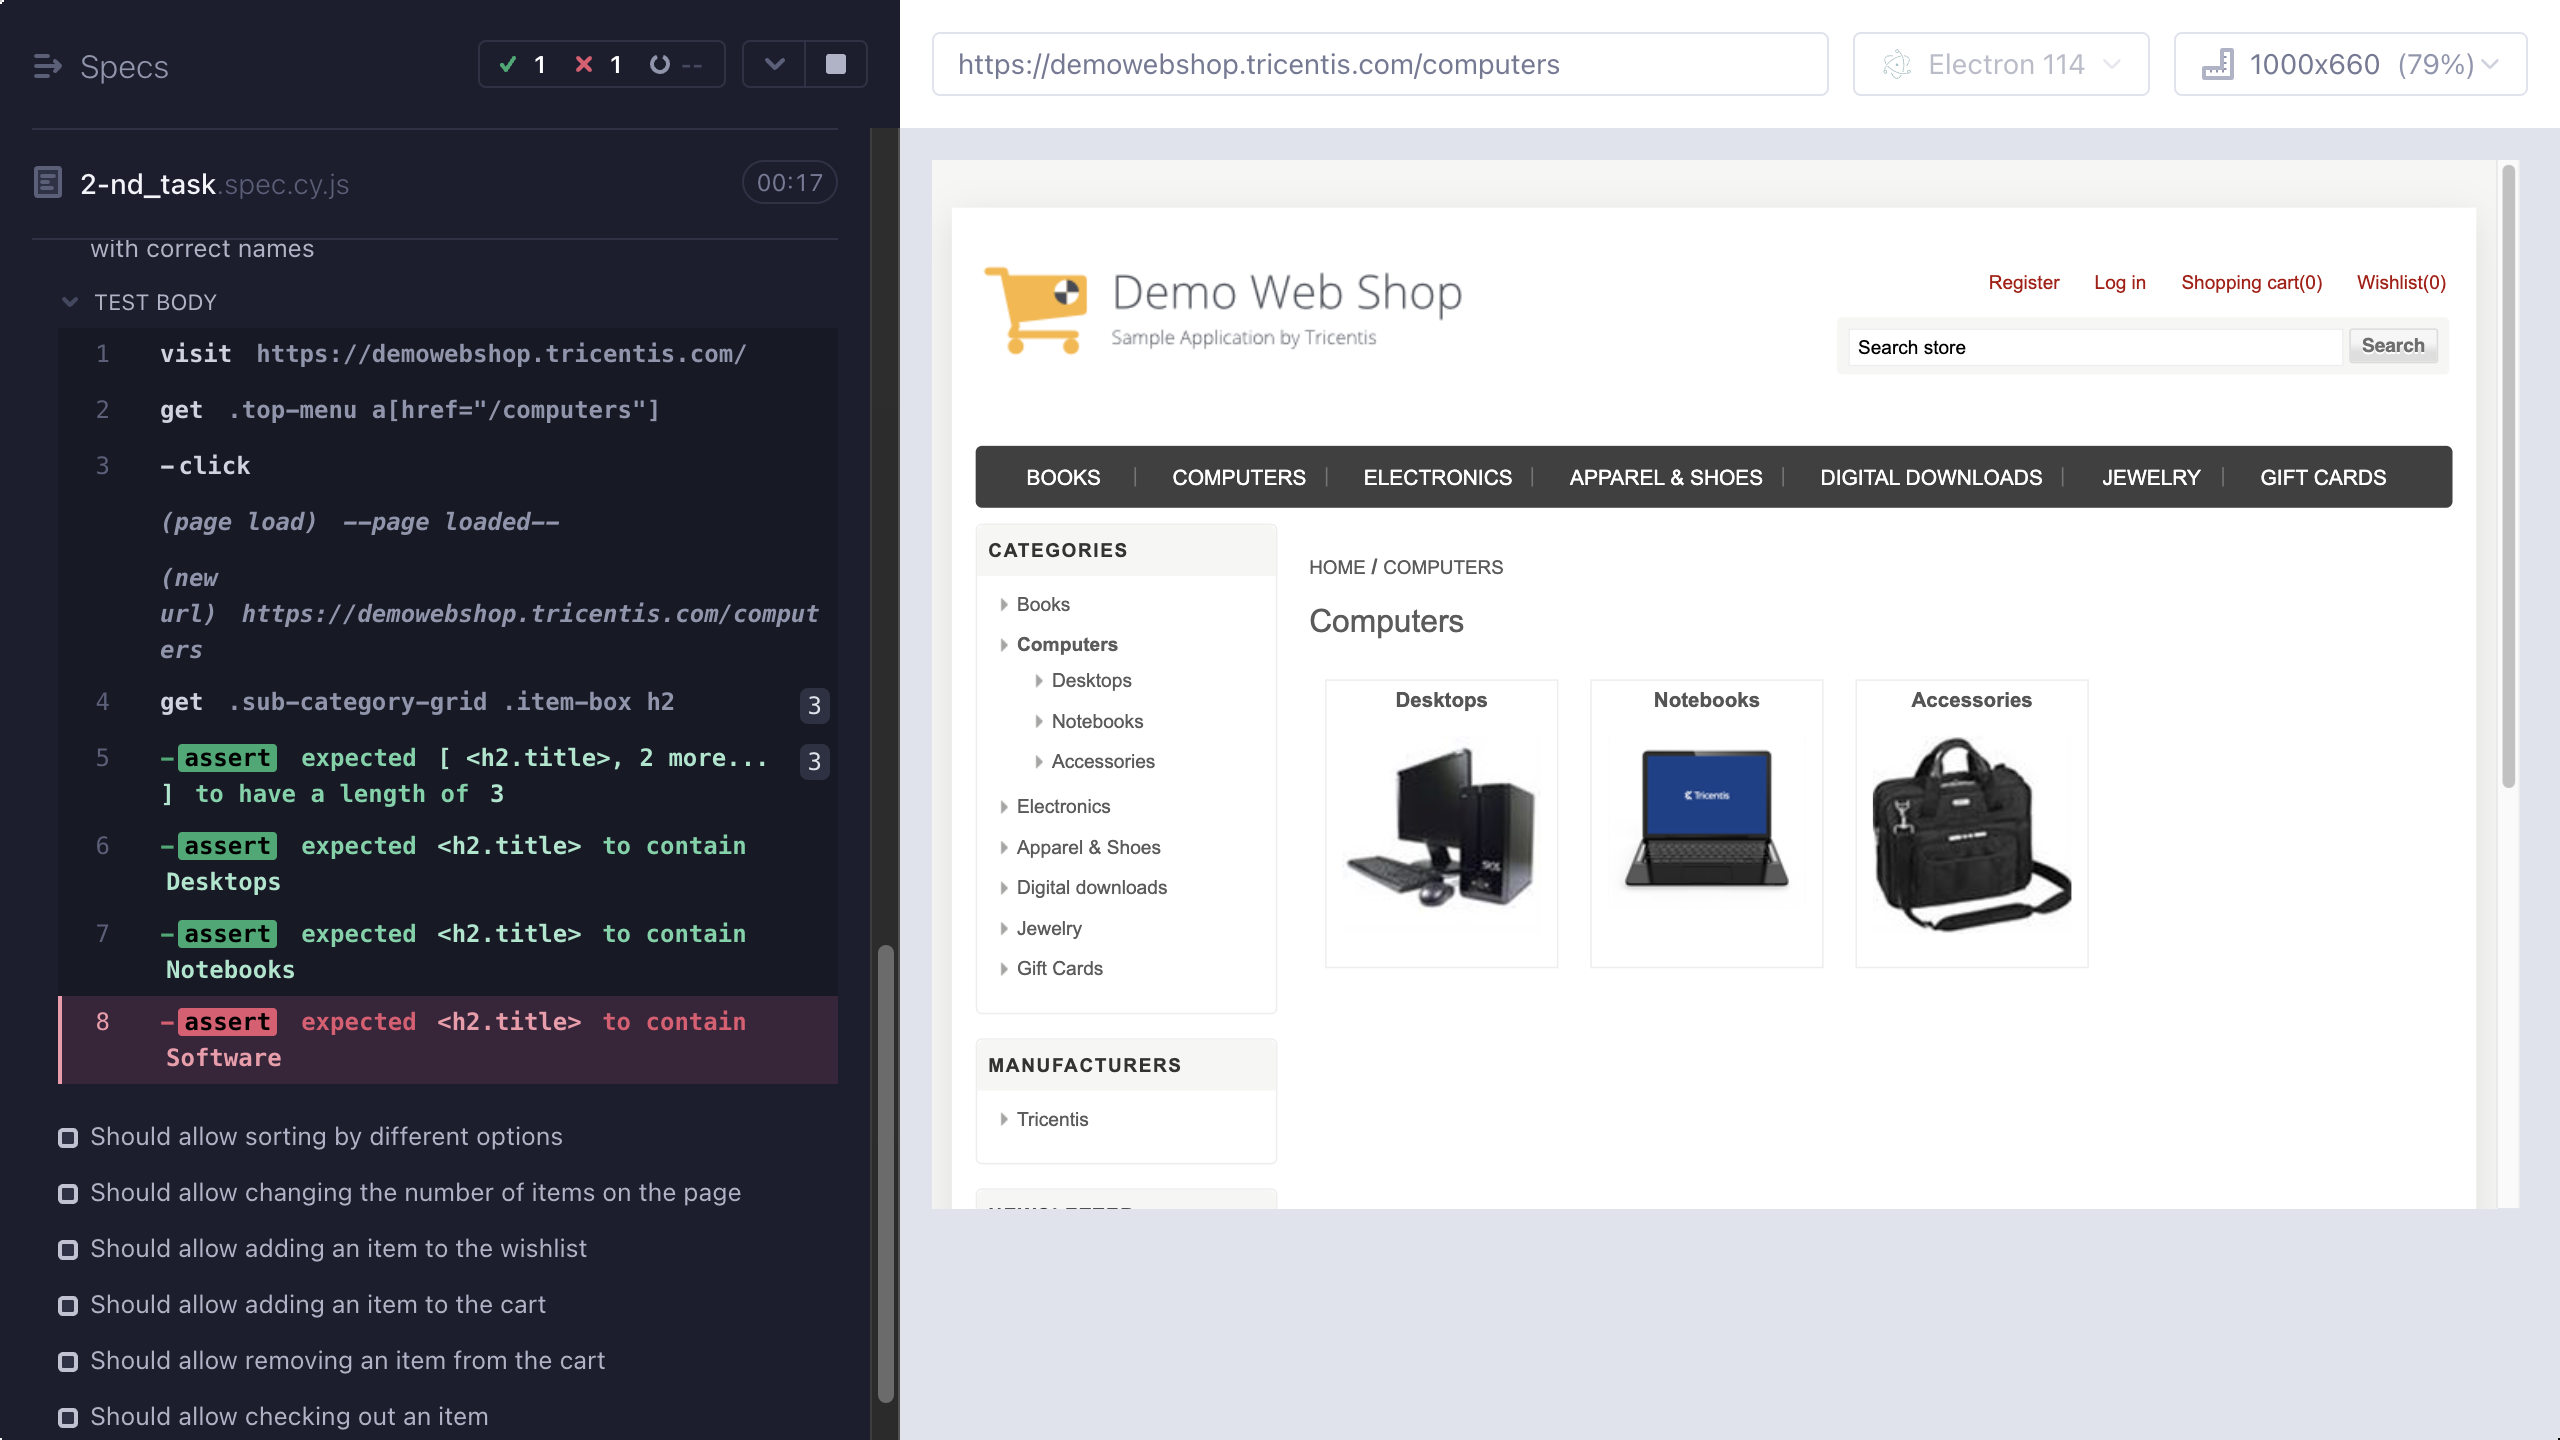 Specs
1
1
--
2-nd_task.spec.cy.js
00:17
with correct names
TEST BODY
1 visit https://demowebshop.tricentis.com/
2 get .top-menu a[href="/computers"]
3 -click
(page load) --page loaded--
(new
url) https://demowebshop.tricentis.com/comput
ers
4 get .sub-category-grid .item-box h2 3
5 -assert expected [ <h2.title>, 2 more... 3
] to have a length of 3
6 -assert expected <h2.title> to contain
Desktops
7 -assert expected <h2.title> to contain
Notebooks
8 -assert expected <h2.title> to contain
Software
Should allow sorting by different options
Should allow changing the number of items on the page
Should allow adding an item to the wishlist
Should allow adding an item to the cart
Should allow removing an item from the cart
Should allow checking out an item
https://demowebshop.tricentis.com/computers
Electron 114
1000x660 (79%)
Demo Web Shop
Sample Application by Tricentis
Register Log in Shopping cart(0) Wishlist(0)
Search store Search
BOOKS COMPUTERS ELECTRONICS APPAREL & SHOES DIGITAL DOWNLOADS JEWELRY GIFT CARDS
CATEGORIES
Books
Computers
Desktops
Notebooks
Accessories
Electronics
Apparel & Shoes
Digital downloads
Jewelry
Gift Cards
MANUFACTURERS
Tricentis
HOME / COMPUTERS
Computers
Desktops
Notebooks
Accessories
Tricentis